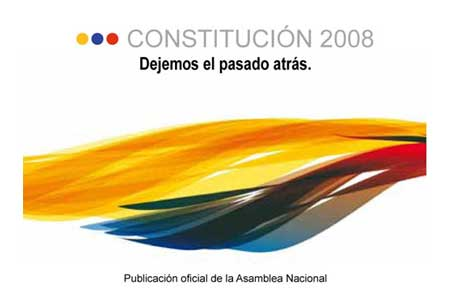 CONSTITUCIÓN 2008
Dejemos el pasado atrás.
Publicación oficial de la Asamblea Nacional